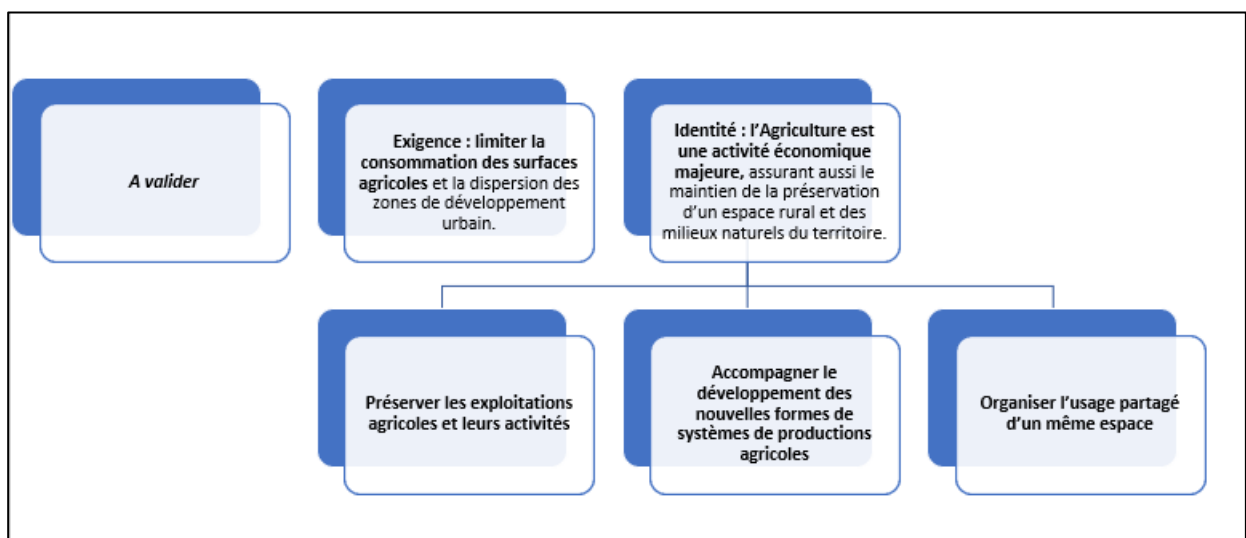 A valider
Exigence : limiter la
consommation des surfaces
agricoles et la dispersion des
zones de développement
urbain.
Identité : l’Agriculture est
une activité économique
majeure, assurant aussi le
maintien de la préservation
d’un espace rural et des
milieux naturels du territoire.
Préserver les exploitations
agricoles et leurs activités
Accompagner le
développement des
nouvelles formes de
systèmes de productions
agricoles
Organiser l’usage partagé
d’un même espace